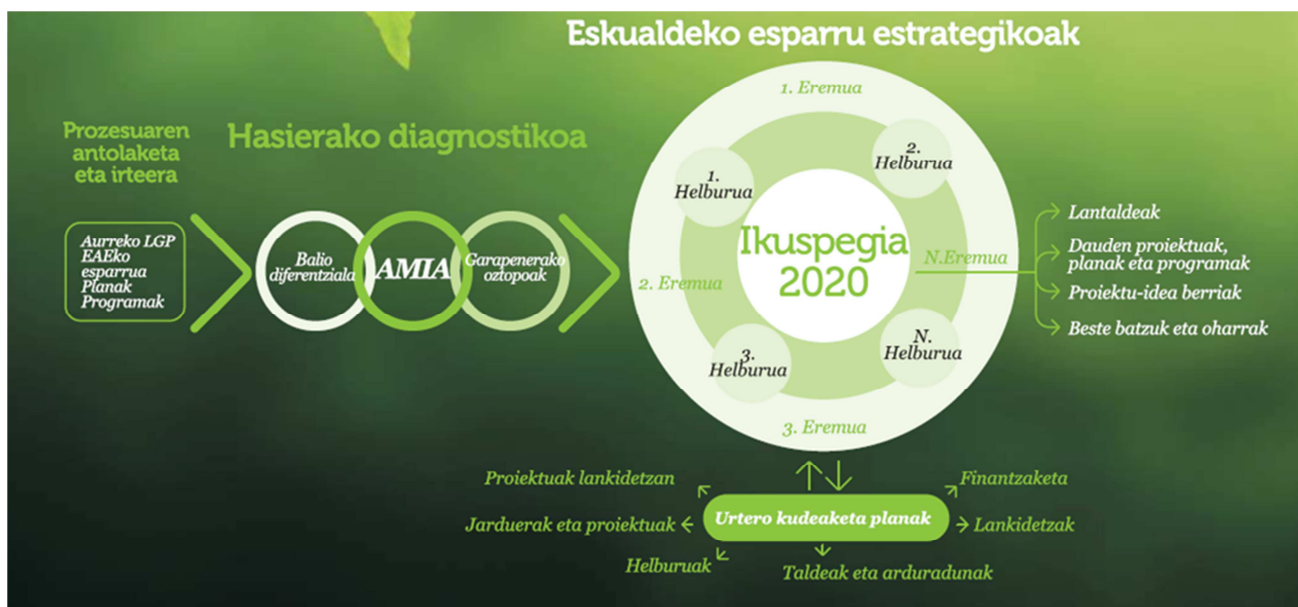 Eskualdeko esparru estrategikoak
Prozesuaren
antolaketa
eta irteera
Hasierako diagnostikoa
Aurreko LGP
EAEko
esparrua
Planak
Programak
Balio
diferentziala
AMIA
Garapenerako
oztopoak
1. Eremua
1.
Helburua
2.
Helburua
Ikuspegia
2020
2. Eremua
N.Eremua
3.
Helburua
N.
Helburua
3. Eremua
Lantaldeak
Dauden proiektuak,
planak eta programak
Proiektu-idea berriak
Beste batzuk eta oharrak
Proiektuak lankidetzan
Finantzaketa
Jarduerak eta proiektuak
Urtero kudeaketa planak
Lankidetzak
Helburuak
Taldeak eta arduradunak